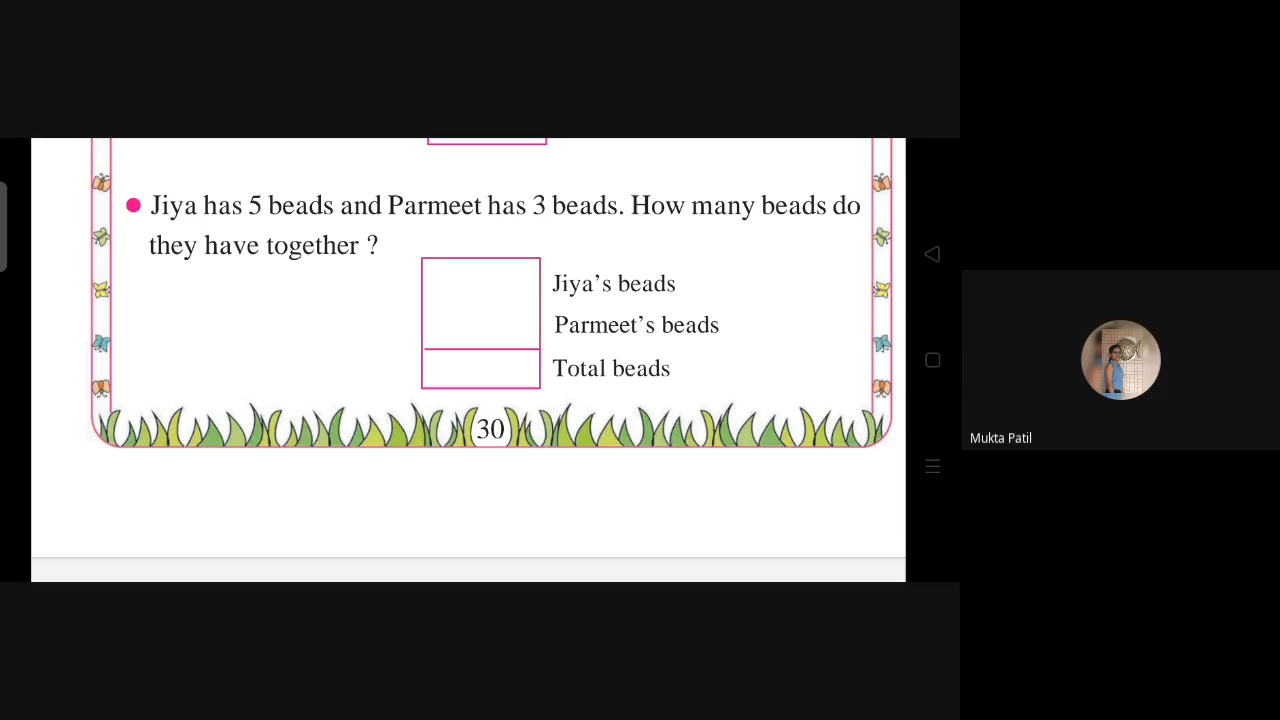 Jiya has 5 beads and Parmeet has 3 beads. How many beads do
they have together ?
Jiya’s beads
Parmeet’s beads
Total beads
30
Mukta Patil